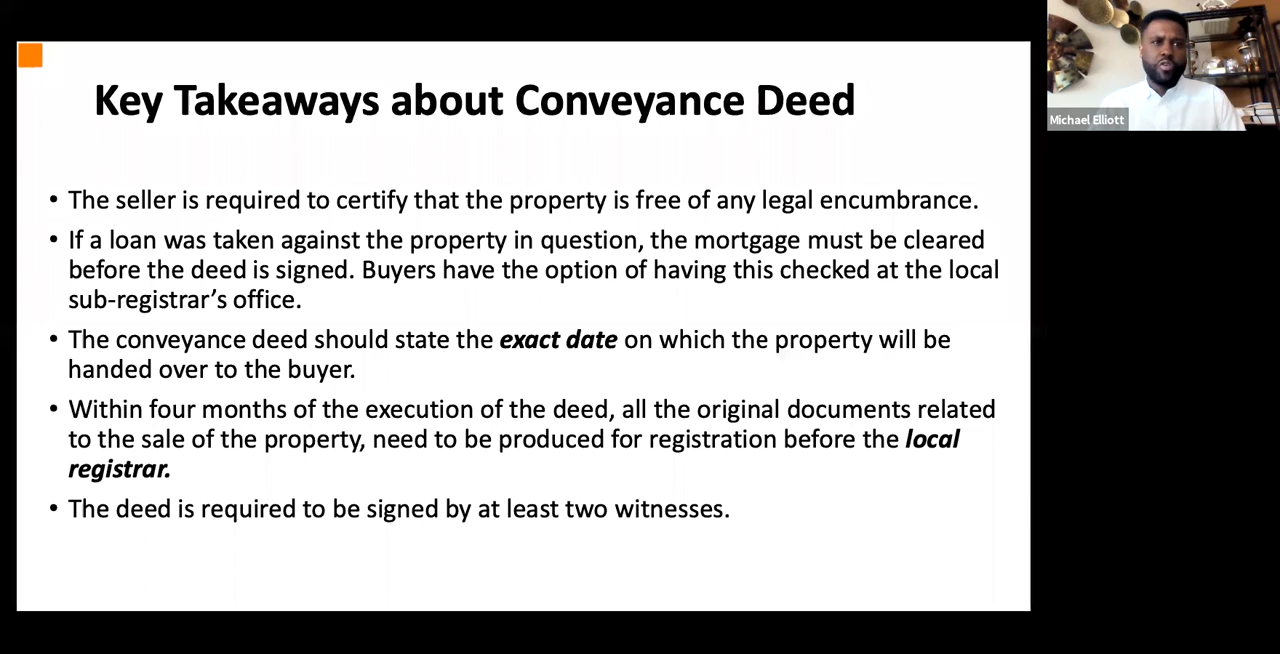 Key Takeaways about Conveyance Deed
• The seller is required to certify that the property is free of any legal encumbrance.
• If a loan was taken against the property in question, the mortgage must be cleared
before the deed is signed. Buyers have the option of having this checked at the local
sub-registrar’s office.
• The conveyance deed should state the exact date on which the property will be
handed over to the buyer.
• Within four months of the execution of the deed, all the original documents related
to the sale of the property, need to be produced for registration before the local
registrar.
• The deed is required to be signed by at least two witnesses.
Michael Elliott